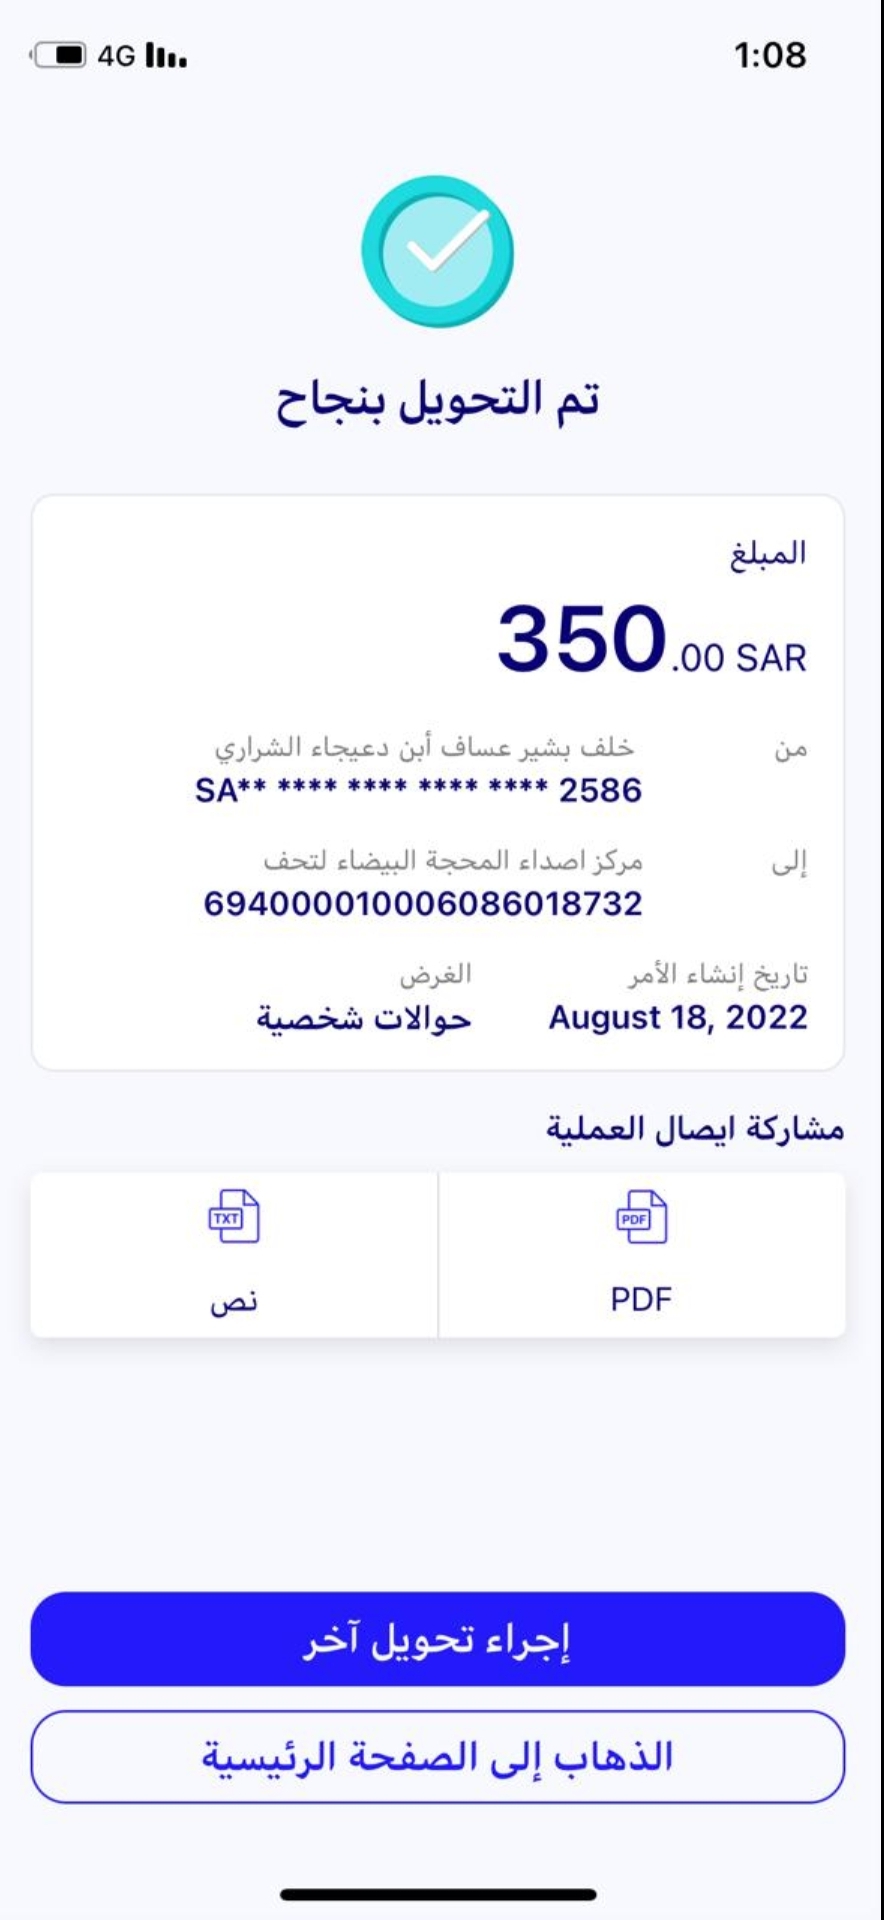 4G 1:08
تم التحويل بنجاح
المبلغ
350.00 SAR
من خلف بشير عساف أبن دعيجاء الشراري
SA** **** **** **** **** 2586
إلى مركز اصداء المحجة البيضاء لتحف
694000010006086018732
تاريخ إنشاء الأمر الغرض
August 18, 2022 حوالات شخصية
مشاركة ايصال العملية
PDF TXT
PDF نص
إجراء تحويل آخر
الذهاب إلى الصفحة الرئيسية